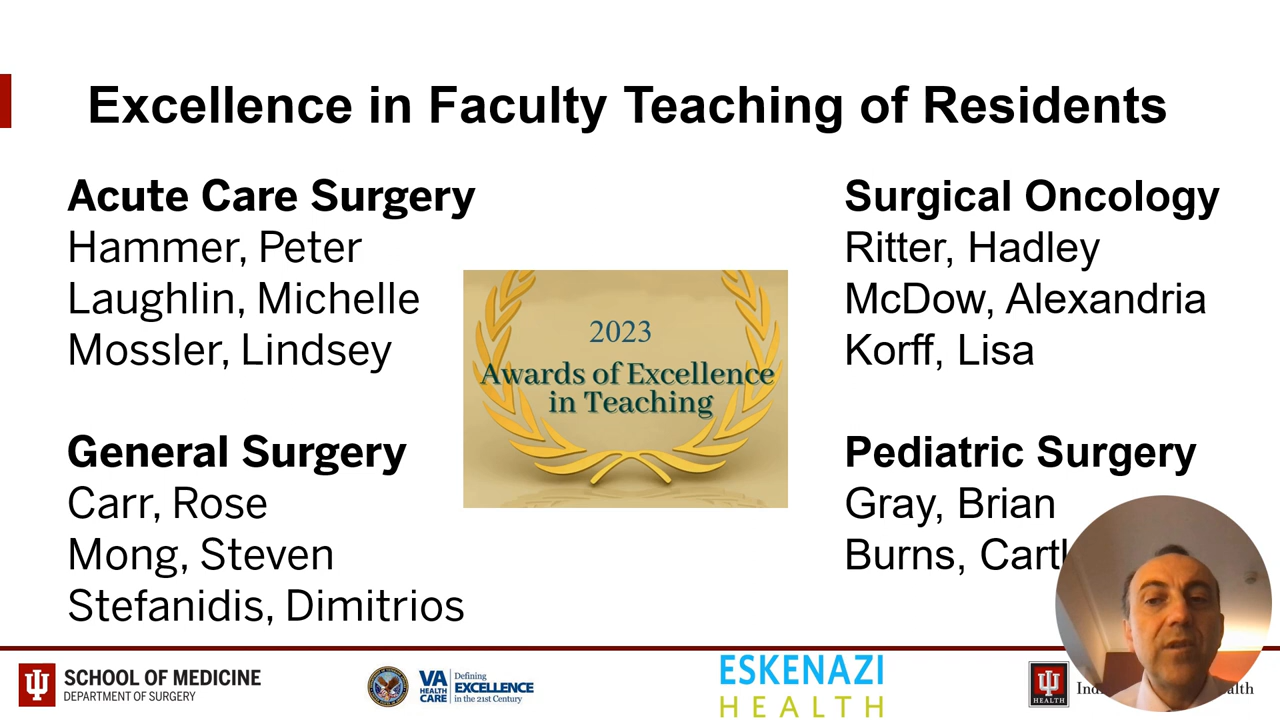 Excellence in Faculty Teaching of Residents
Acute Care Surgery
Hammer, Peter
Laughlin, Michelle
Mossler, Lindsey
General Surgery
Carr, Rose
Mong, Steven
Stefanidis, Dimitrios
2023
Awards of Excellence
in Teaching
Surgical Oncology
Ritter, Hadley
McDow, Alexandria
Korff, Lisa
Pediatric Surgery
Gray, Brian
Burns,
SCHOOL OF MEDICINE
DEPARTMENT OF SURGERY
VA
HEALTH
CARE
Defining
EXCELLENCE
in the 21st Century
ESKENAZI
HEALTH
HEALTH